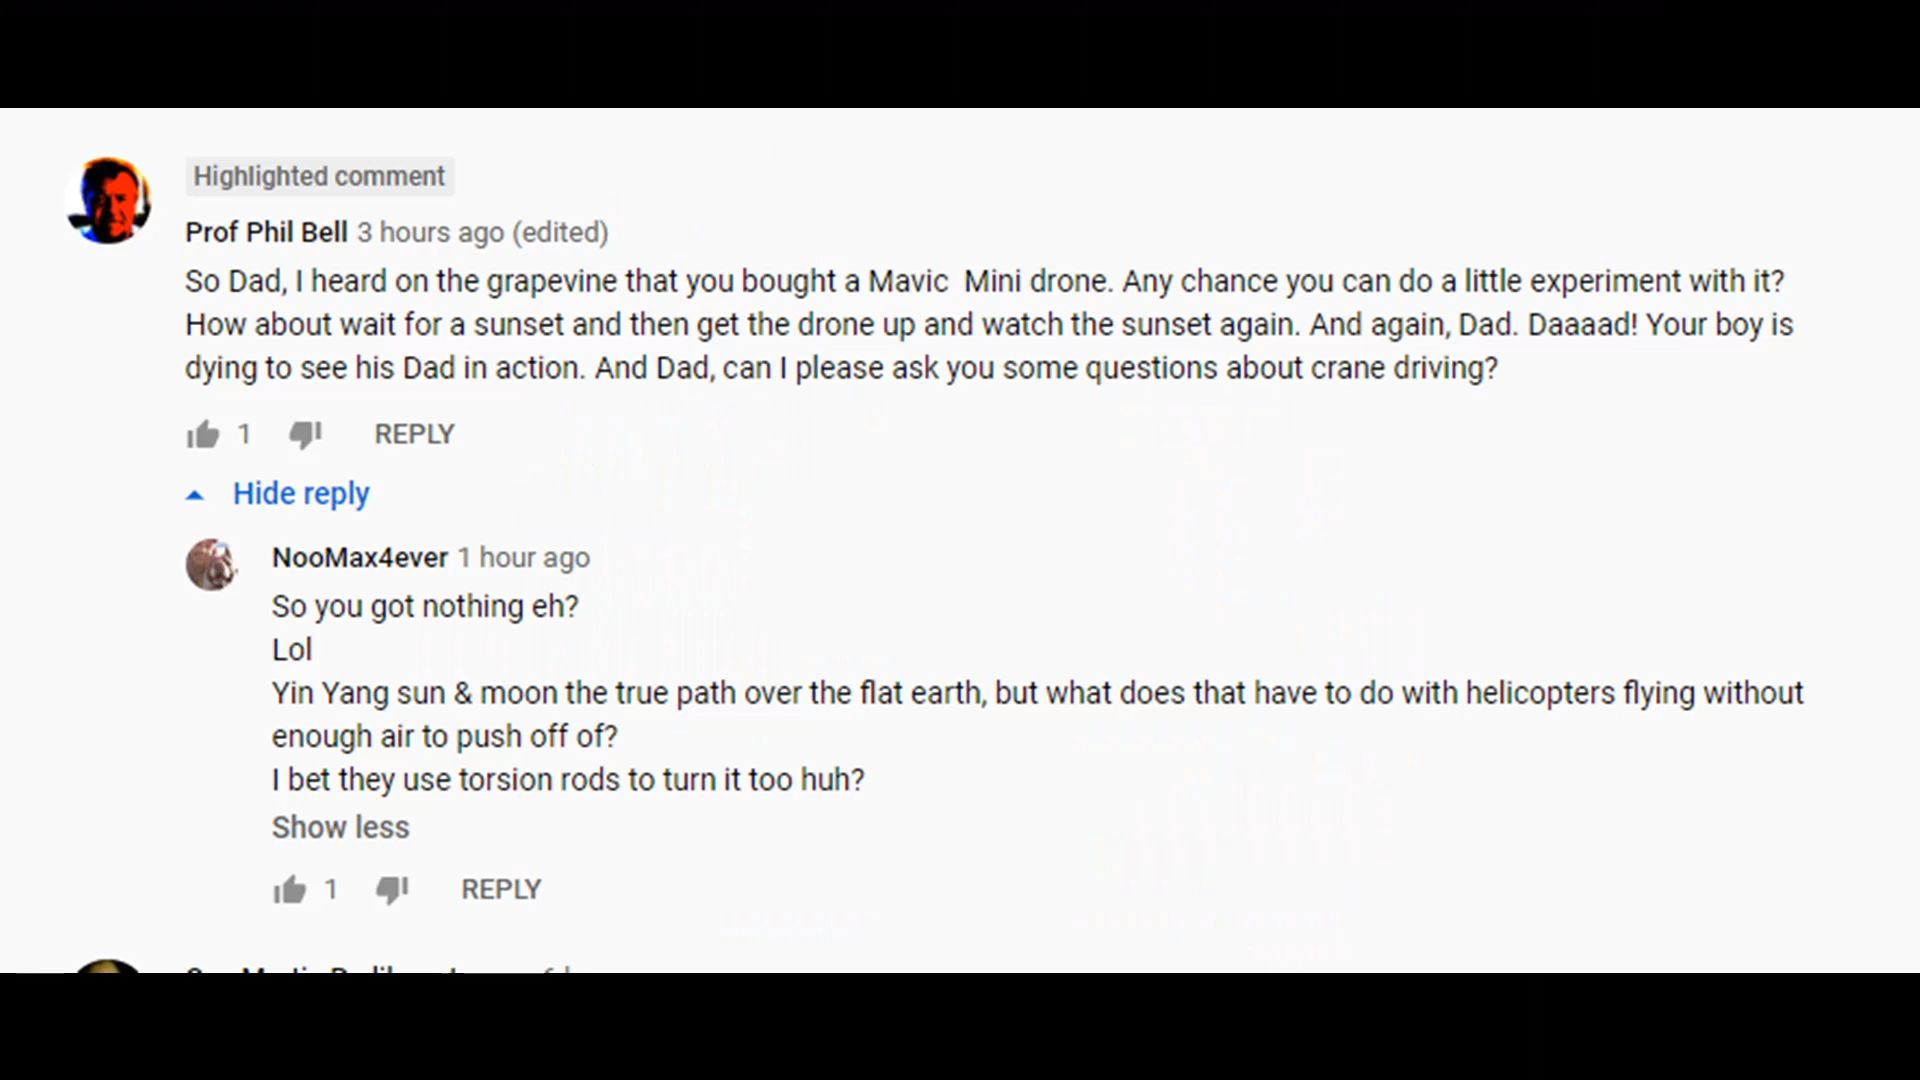 Highlighted comment
Prof Phil Bell 3 hours ago (edited)
So Dad, I heard on the grapevine that you bought a Mavic  Mini drone. Any chance you can do a little experiment with it?
How about wait for a sunset and then get the drone up and watch the sunset again. And again, Dad. Daaaad! Your boy is
dying to see his Dad in action. And Dad, can I please ask you some questions about crane driving?
1 REPLY
Hide reply
NooMax4ever 1 hour ago
So you got nothing eh?
Lol
Yin Yang sun & moon the true path over the flat earth, but what does that have to do with helicopters flying without
enough air to push off of?
I bet they use torsion rods to turn it too huh?
Show less
1 REPLY